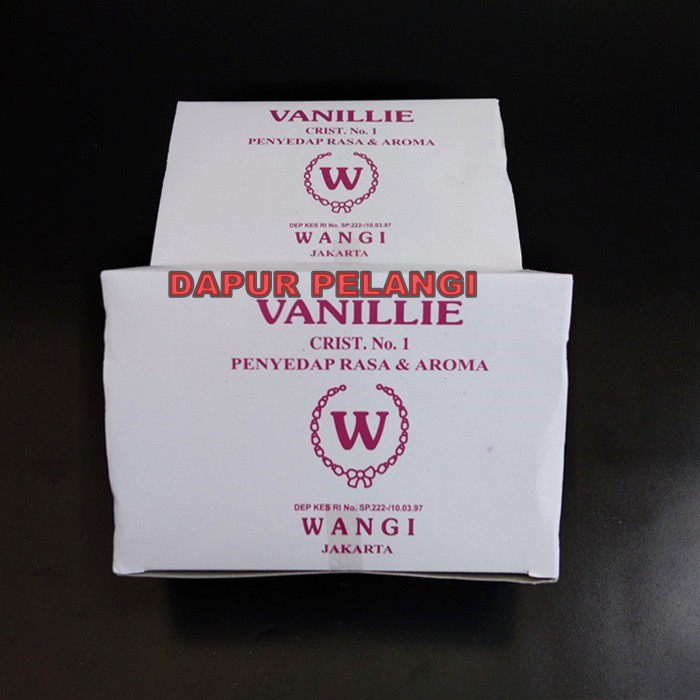 VANILLIE
CRIST. No. 1
PENYEDAP RASA & AROMA
W
DEP KES RI No. SP.222-/10.03.97
WANGI
JAKARTA
DAPUR PELANGI
VANILLIE
CRIST. No. 1
PENYEDAP RASA & AROMA
W
DEP KES RI No. SP.222-/10.03.97
WANGI
JAKARTA